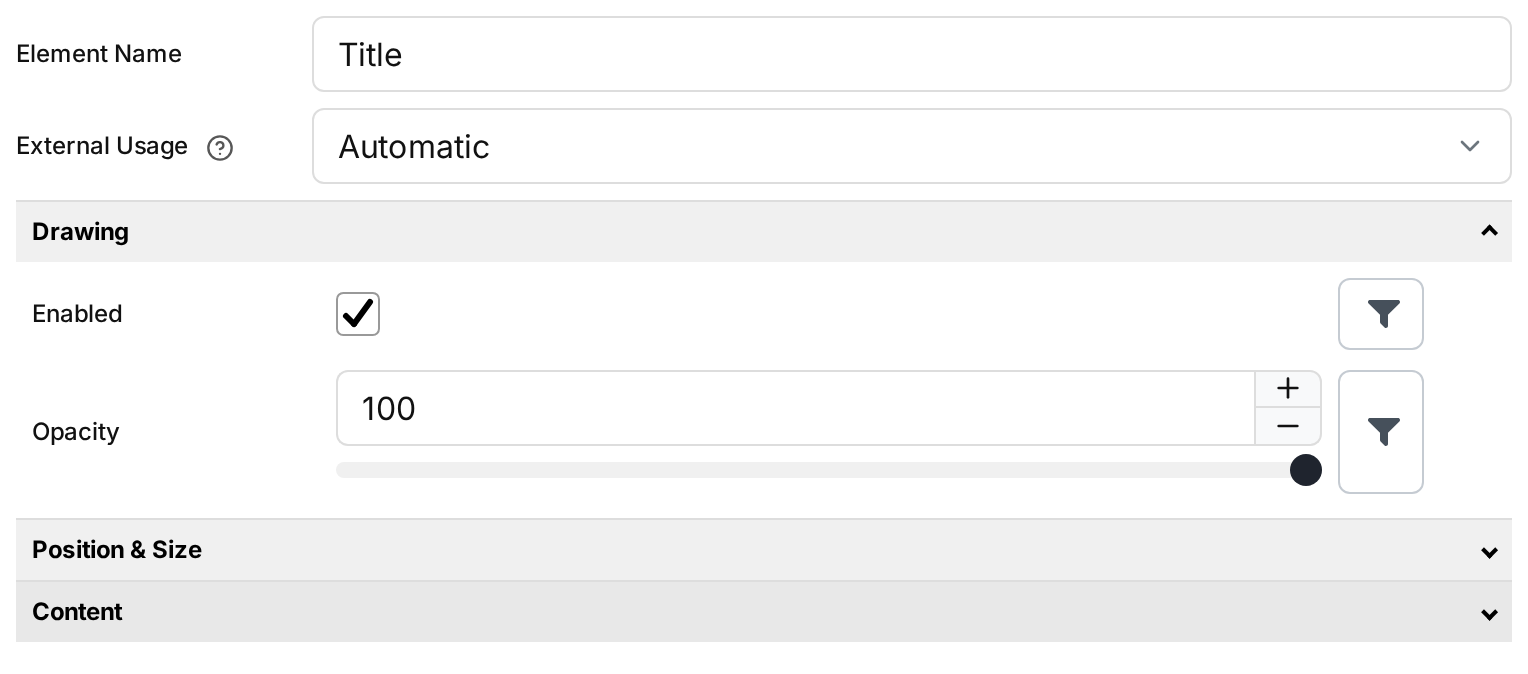 Element Name
Title
External Usage
Automatic
Drawing
Enabled
Opacity
100
Position & Size
Content